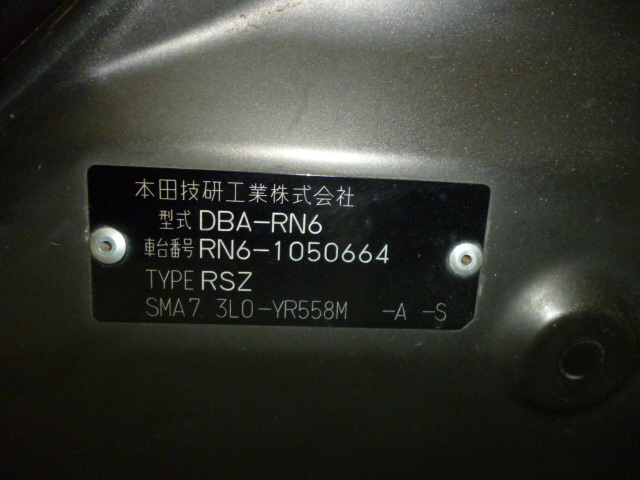 本田技研工業株式会社
型式 DBA-RN6
車台番号 RN6-1050664
TYPE RSZ
SMA7 3L0-YR558M -A -S